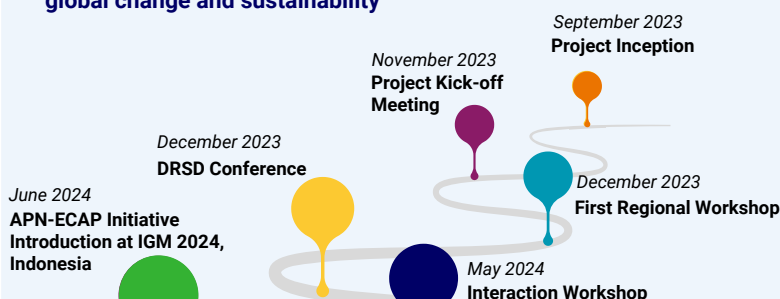 global change and sustainability
September 2023
Project Inception
November 2023
Project Kick-off
Meeting
December 2023
DRSD Conference
December 2023
First Regional Workshop
June 2024
APN-ECAP Initiative
Introduction at IGM 2024,
Indonesia
May 2024
Interaction Workshop